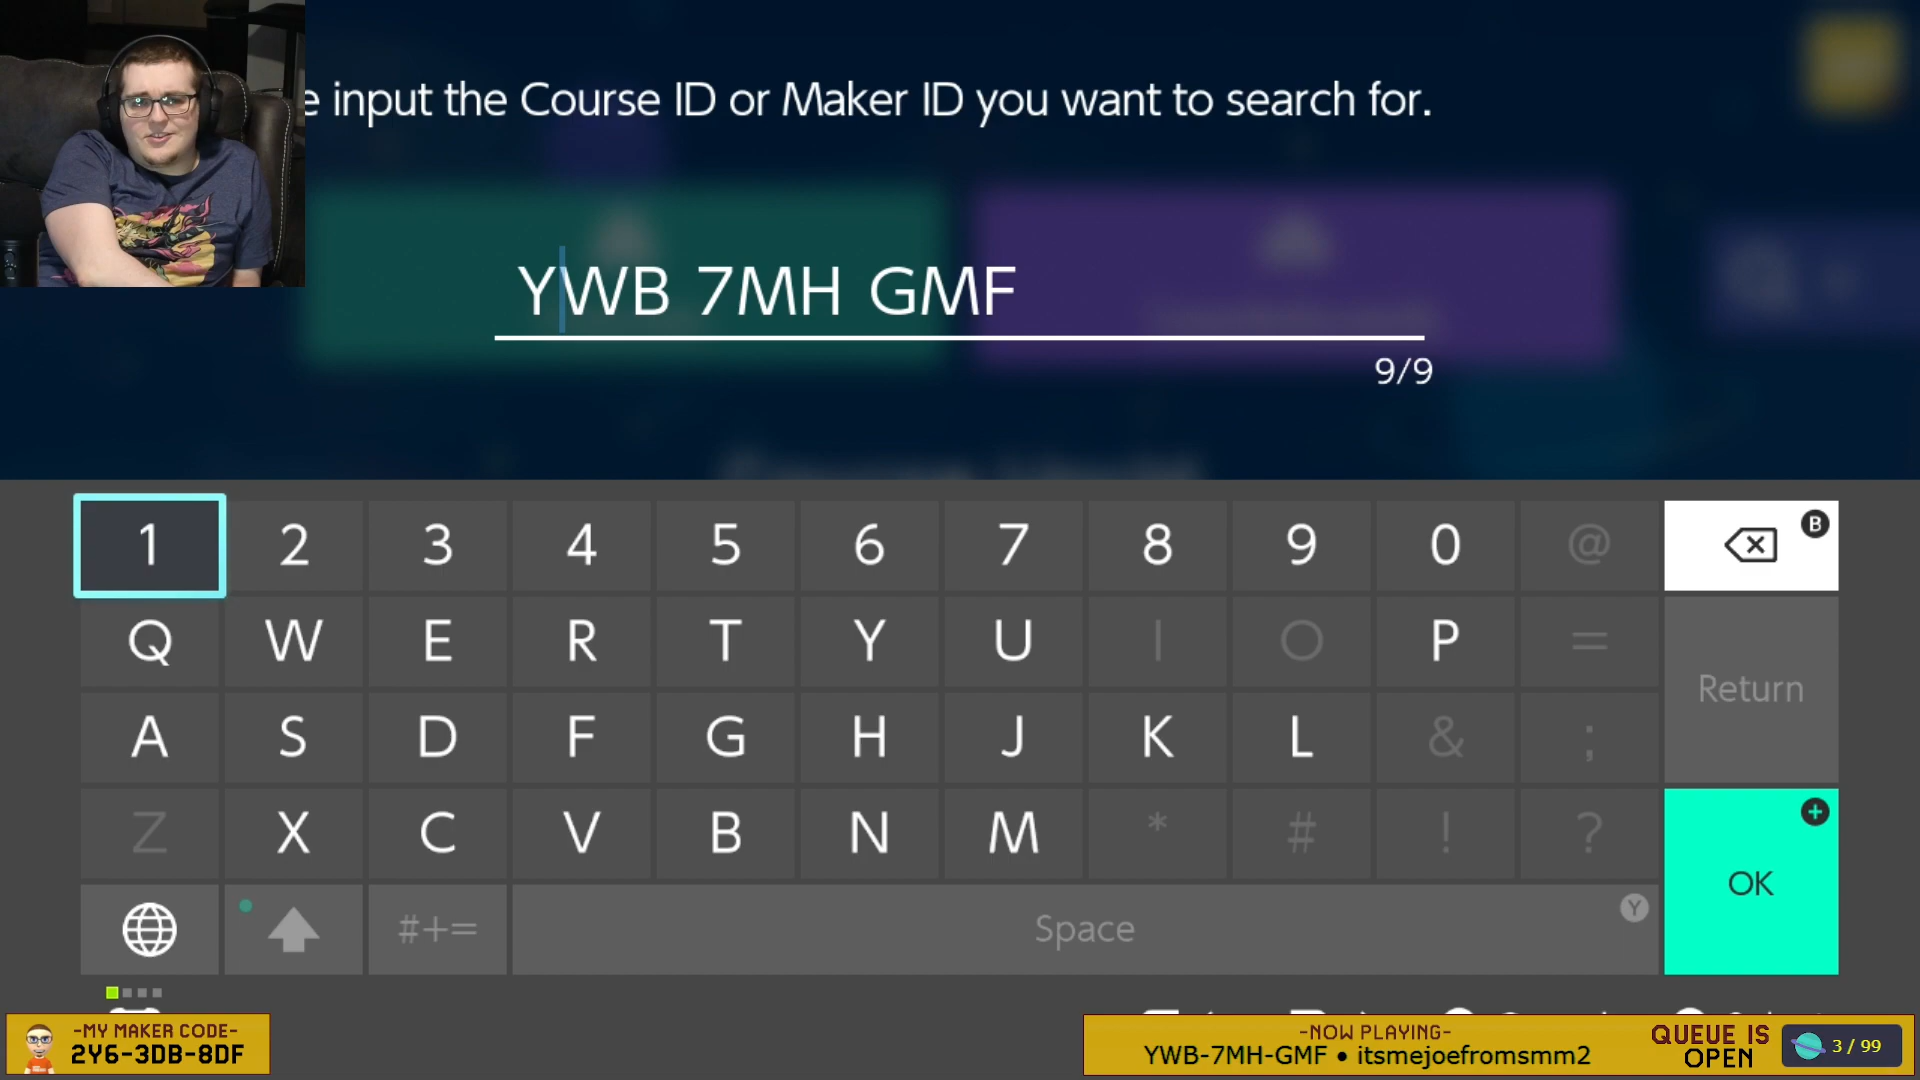 e input the Course ID or Maker ID you want to search for.
YWB 7MH GMF
9/9
1 2 3 4 5 6 7 8 9 0 @ B
Q W E R T Y U I O P = Return
A S D F G H J K L & ;
Z X C V B N M * # ! ? + OK
#+= Space Y
-MY MAKER CODE-
2Y6-3DB-8DF
-NOW PLAYING-
YWB-7MH-GMF • itsmejoefromsmm2
QUEUE IS
OPEN
3 / 99